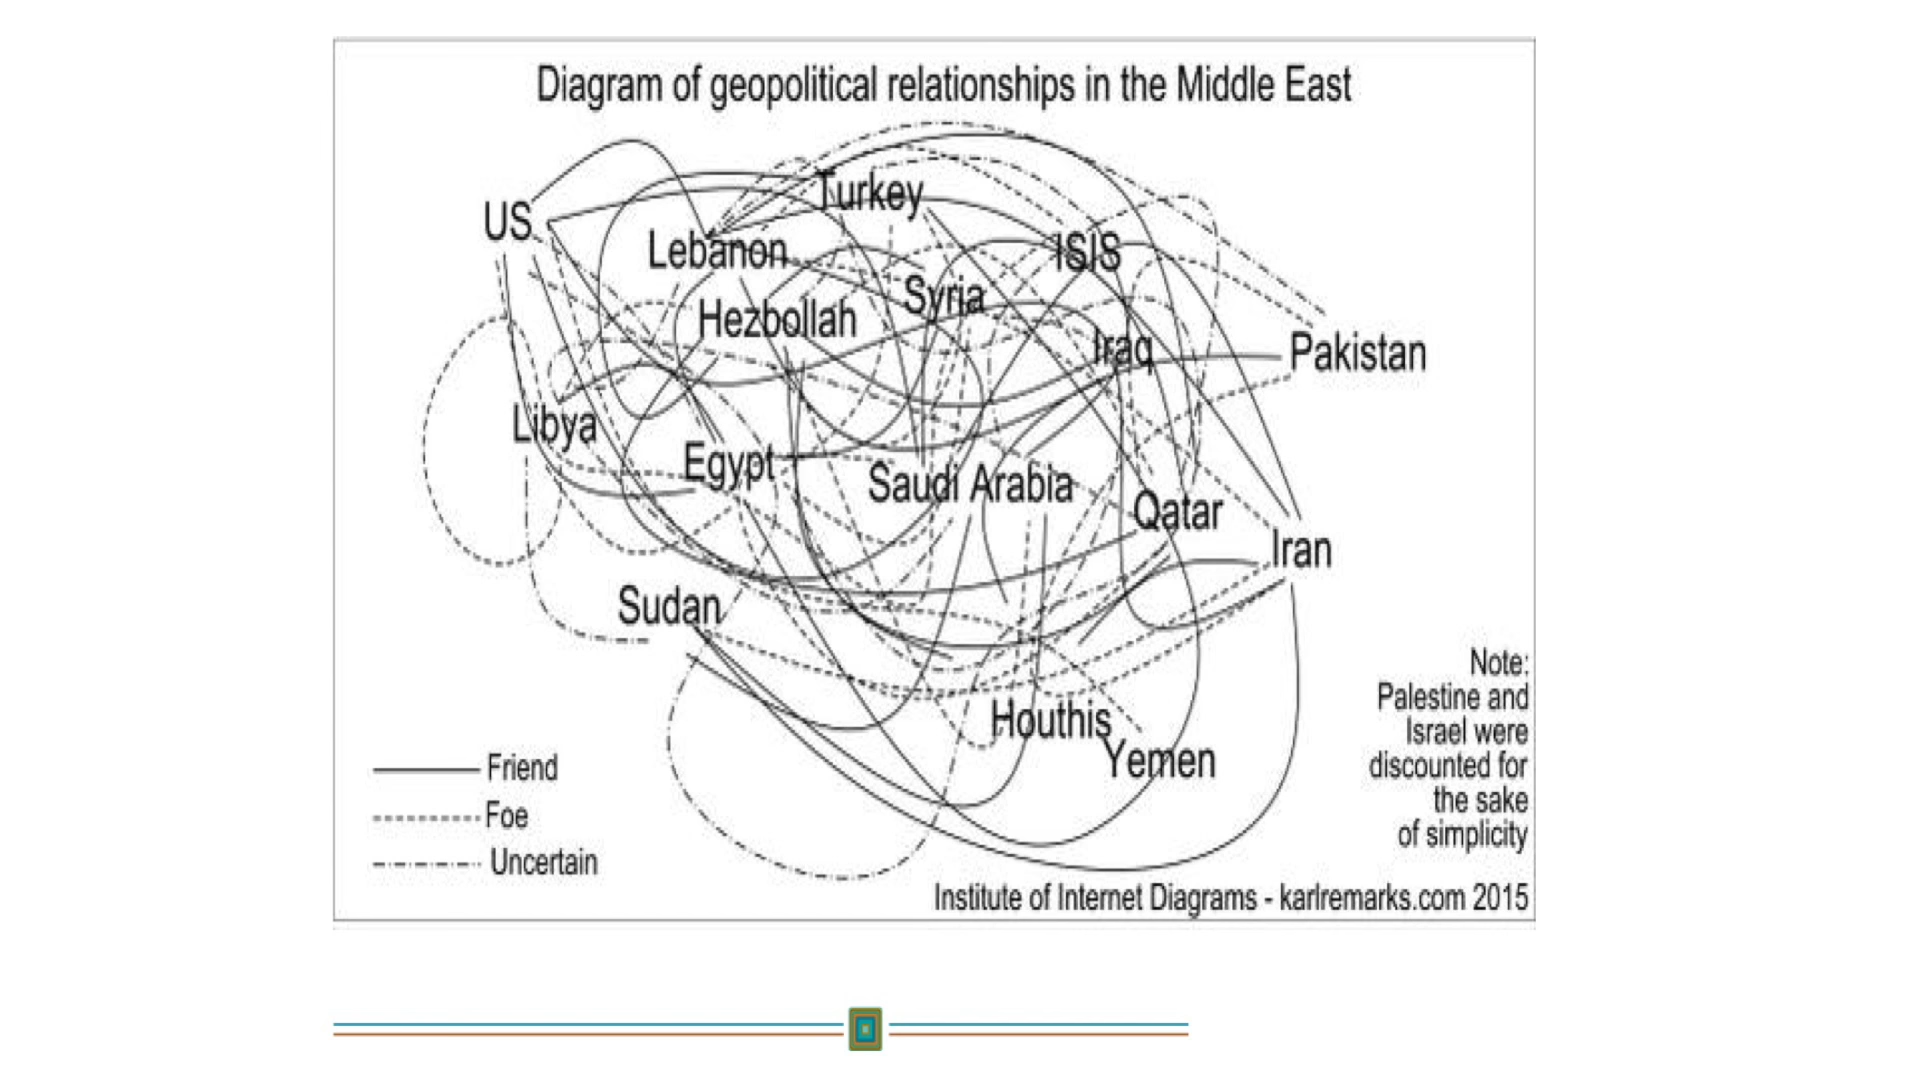 Diagram of geopolitical relationships in the Middle East
US
Turkey
Lebanon
ISIS
Syria
Hezbollah
Iraq
Pakistan
Libya
Egypt
Saudi Arabia
Qatar
Iran
Sudan
Houthis
Yemen
Note:
Palestine and
Israel were
discounted for
the sake
of simplicity
Friend
Foe
Uncertain
Institute of Internet Diagrams - karlremarks.com 2015